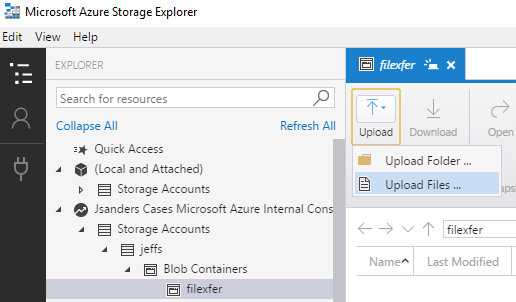 Microsoft Azure Storage Explorer
Edit View Help
EXPLORER
Search for resources
Collapse All Refresh All
Quick Access
(Local and Attached)
Storage Accounts
Jsanders Cases Microsoft Azure Internal Cons
Storage Accounts
jeffs
Blob Containers
filexfer
filexfer
Upload Download Open
Upload Folder ...
Upload Files ...
filexfer
Name Last Modified